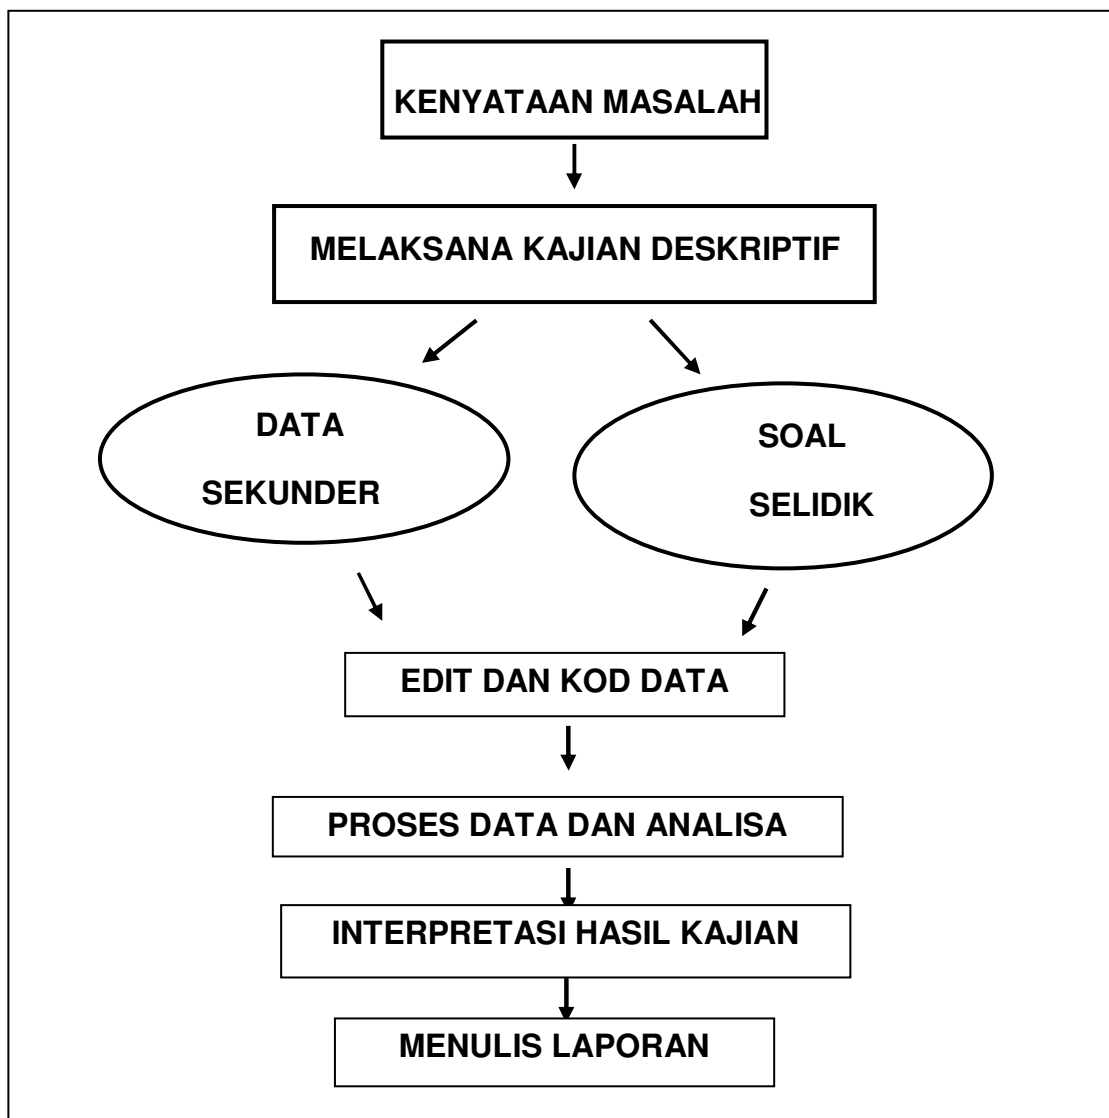 KENYATAAN MASALAH
MELAKSANA KAJIAN DESKRIPTIF
DATA
SEKUNDER
SOAL
SELIDIK
EDIT DAN KOD DATA
PROSES DATA DAN ANALISA
INTERPRETASI HASIL KAJIAN
MENULIS LAPORAN